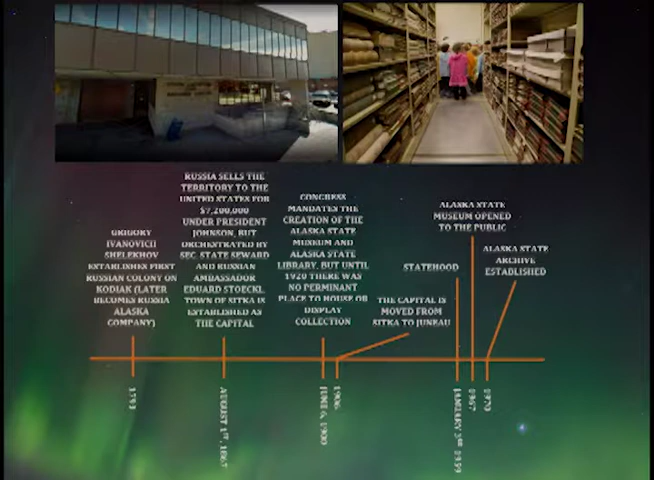 GRIGORY
IVANOVICH
SHELEKHOV
ESTABLISHES FIRST
RUSSIAN COLONY ON
KODIAK (LATER
BECOMES RUSSIA
ALASKA
COMPANY)
RUSSIA SELLS THE
TERRITORY TO THE
UNITED STATES FOR
$7,200,000
UNDER PRESIDENT
JOHNSON, BUT
ORCHESTRATED BY
SEC. STATE SEWARD
AND RUSSIAN
AMBASSADOR
EDUARD STOECKL.
TOWN OF SITKA IS
ESTABLISHED AS
THE CAPITAL
CONGRESS
MANDATES THE
CREATION OF THE
ALASKA STATE
MUSEUM AND
ALASKA STATE
LIBRARY, BUT UNTIL
1920 THERE WAS
NO PERMINANT
PLACE TO HOUSE OR
DISPLAY
COLLECTION
THE CAPITAL IS
MOVED FROM
SITKA TO JUNEAU
STATEHOOD
ALASKA STATE
MUSEUM OPENED
TO THE PUBLIC
ALASKA STATE
ARCHIVE
ESTABLISHED
AUGUST 1ST, 1867
JUNE 6, 1900
1906
JANUARY 3RD 1959
1967